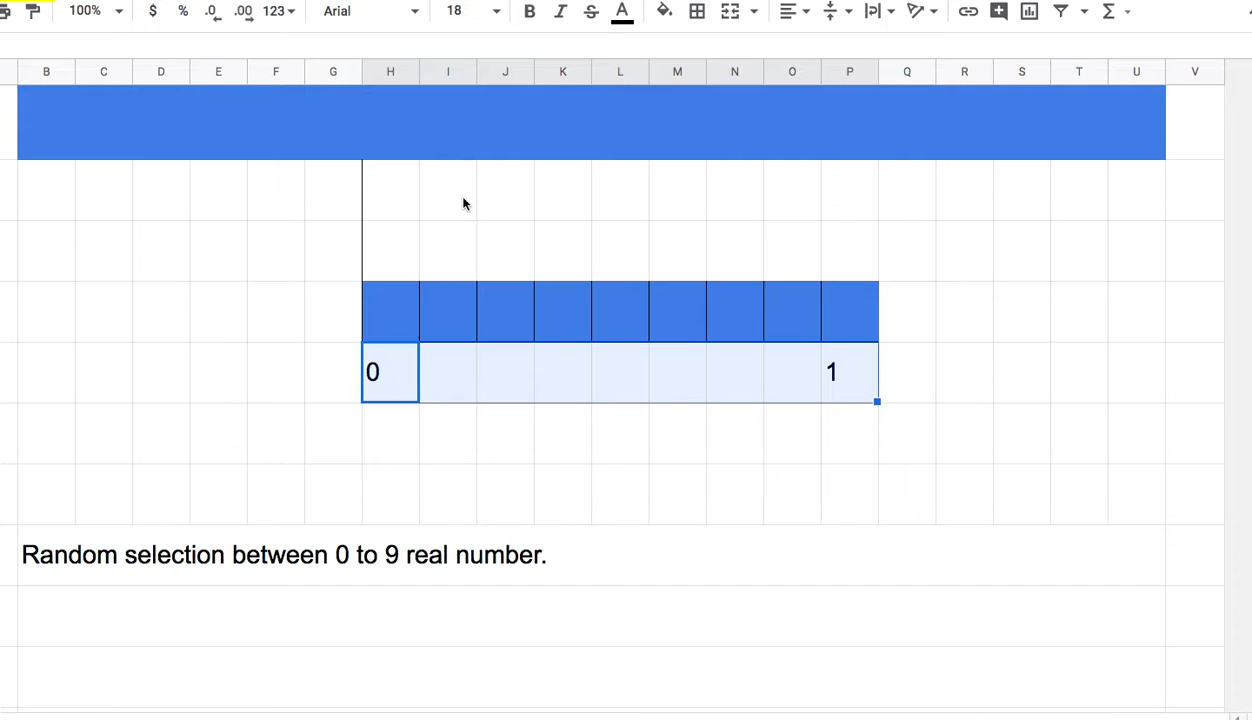 100% $ % .0 .00 123 Arial 18 B I S A Σ
B C D E F G H I J K L M N O P Q R S T U V
0 1
Random selection between 0 to 9 real number.